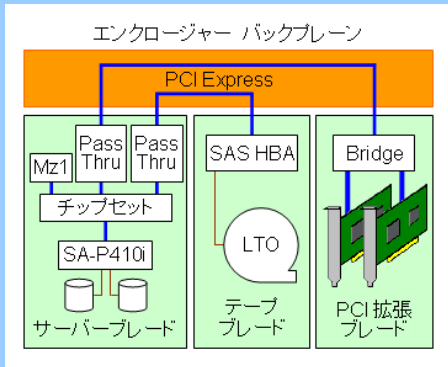 エンクロージャー バックプレーン
PCI Express
Mz1
Pass
Thru
Pass
Thru
チップセット
SA-P410i
サーバーブレード
SAS HBA
LTO
テープ
ブレード
Bridge
PCI 拡張
ブレード